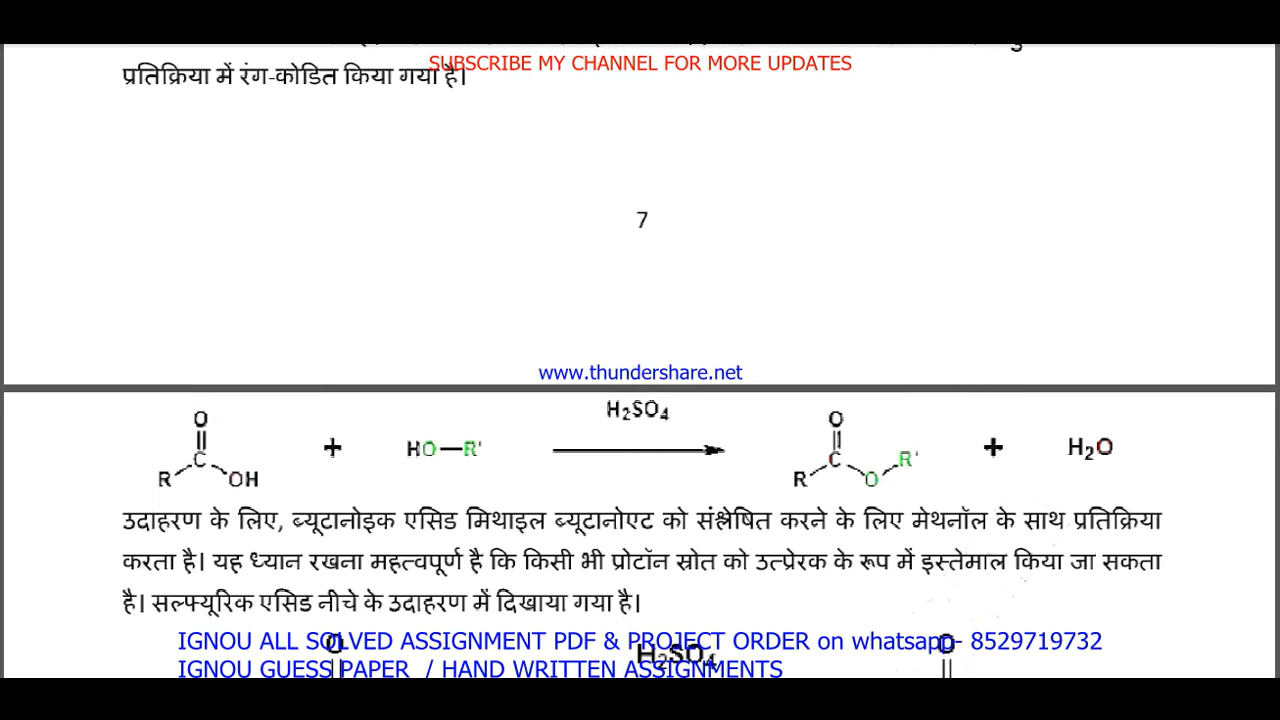 SUBSCRIBE MY CHANNEL FOR MORE UPDATES
प्रतिक्रिया में रंग-कोडित किया गया है।
7
www.thundershare.net
O
C
R
OH
+
HO—R'
H₂SO₄
O
C
R
O
R'
+
H₂O
उदाहरण के लिए, ब्यूटानोइक एसिड मिथाइल ब्यूटानोएट को संश्लेषित करने के लिए मेथनॉल के साथ प्रतिक्रिया
करता है। यह ध्यान रखना महत्वपूर्ण है कि किसी भी प्रोटॉन स्रोत को उत्प्रेरक के रूप में इस्तेमाल किया जा सकता
है। सल्फ्यूरिक एसिड नीचे के उदाहरण में दिखाया गया है।
IGNOU ALL SOLVED ASSIGNMENT PDF & PROJECT ORDER on whatsapp- 8529719732
O
H₂SO₄
O
IGNOU GUESS PAPER / HAND WRITTEN ASSIGNMENTS